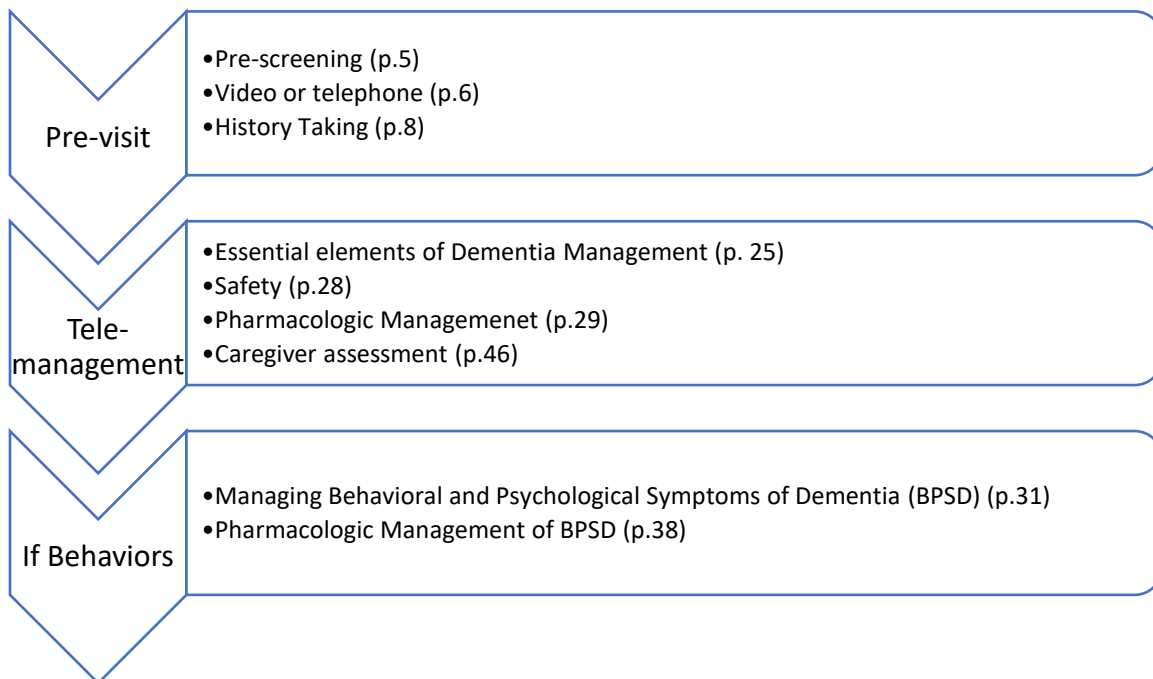 Pre-visit
•Pre-screening (p.5)
•Video or telephone (p.6)
•History Taking (p.8)
Tele-
management
•Essential elements of Dementia Management (p. 25)
•Safety (p.28)
•Pharmacologic Managemenet (p.29)
•Caregiver assessment (p.46)
If Behaviors
•Managing Behavioral and Psychological Symptoms of Dementia (BPSD) (p.31)
•Pharmacologic Management of BPSD (p.38)